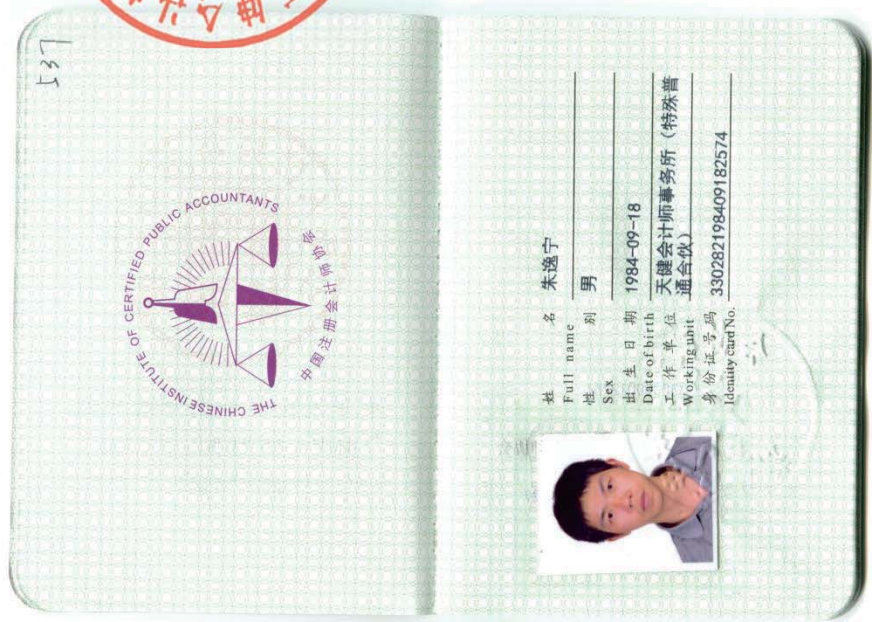 537
THE CHINESE INSTITUTE OF CERTIFIED PUBLIC ACCOUNTANTS
中国注册会计师协会
姓 名 朱逸宁
Full name
性 别 男
Sex
出 生 日 期 1984-09-18
Date of birth
工 作 单 位 天健会计师事务所（特殊普
Working unit 通合伙）
身 份 证 号 码 330282198409182574
Identity card No.